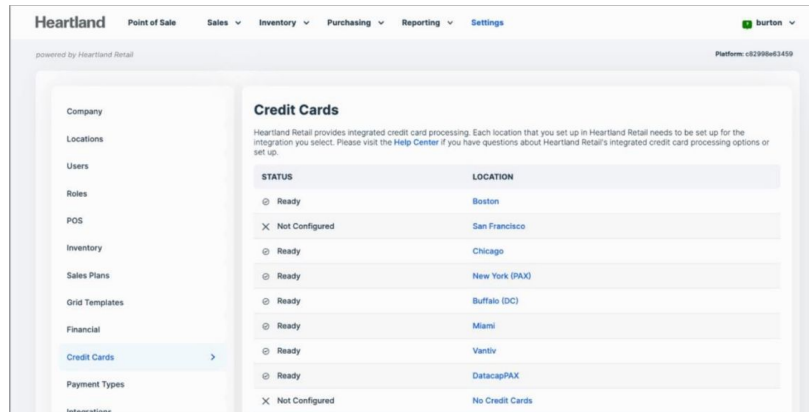 Heartland Point of Sale Sales Inventory Purchasing Reporting Settings burton
powered by Heartland Retail Platform: c82998e63459
Company
Locations
Users
Roles
POS
Inventory
Sales Plans
Grid Templates
Financial
Credit Cards
Payment Types
Integrations
Credit Cards
Heartland Retail provides integrated credit card processing. Each location that you set up in Heartland Retail needs to be set up for the
integration you select. Please visit the Help Center if you have questions about Heartland Retail's integrated credit card processing options or
set up.
STATUS LOCATION
Ready Boston
Not Configured San Francisco
Ready Chicago
Ready New York (PAX)
Ready Buffalo (DC)
Ready Miami
Ready Vantiv
Ready DatacapPAX
Not Configured No Credit Cards